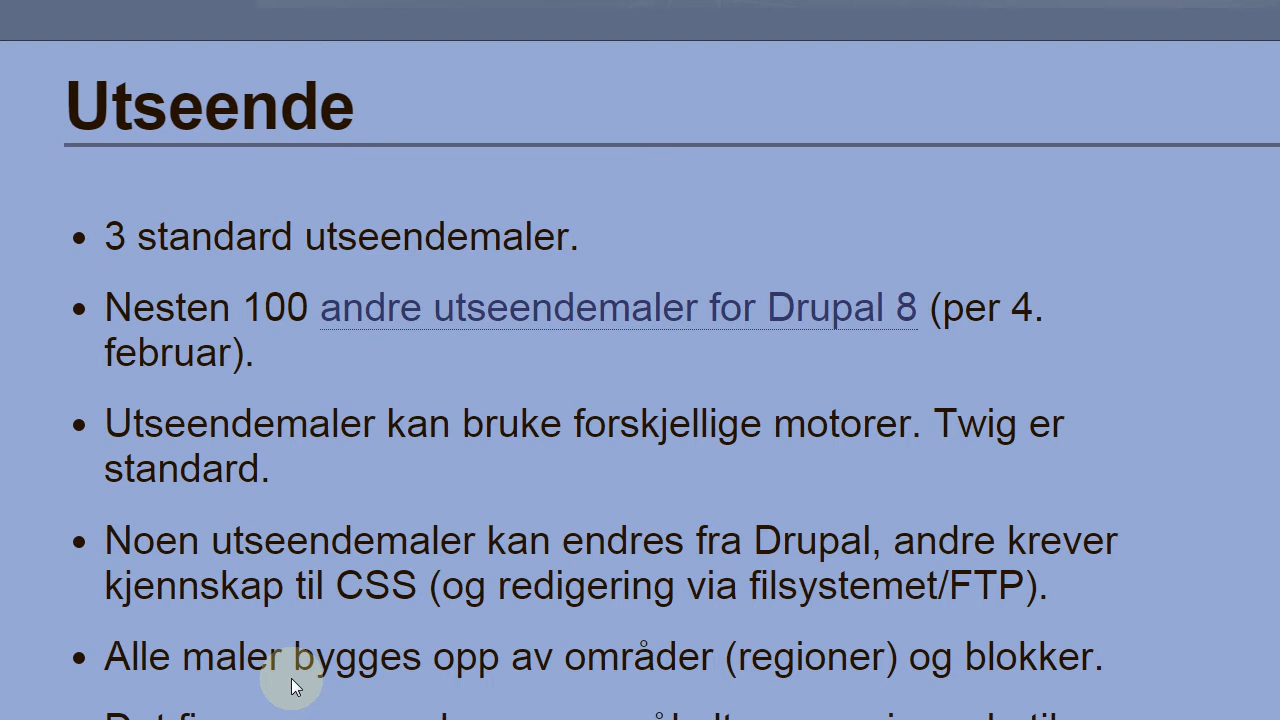 Utseende
3 standard utseendemaler.
Nesten 100 andre utseendemaler for Drupal 8 (per 4.
februar).
Utseendemaler kan bruke forskjellige motorer. Twig er
standard.
Noen utseendemaler kan endres fra Drupal, andre krever
kjennskap til CSS (og redigering via filsystemet/FTP).
Alle maler bygges opp av områder (regioner) og blokker.